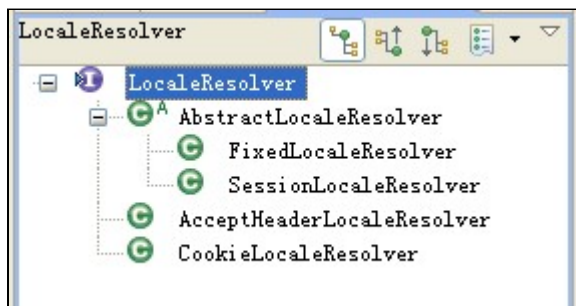 LocaleResolver
LocaleResolver
AbstractLocaleResolver
FixedLocaleResolver
SessionLocaleResolver
AcceptHeaderLocaleResolver
CookieLocaleResolver